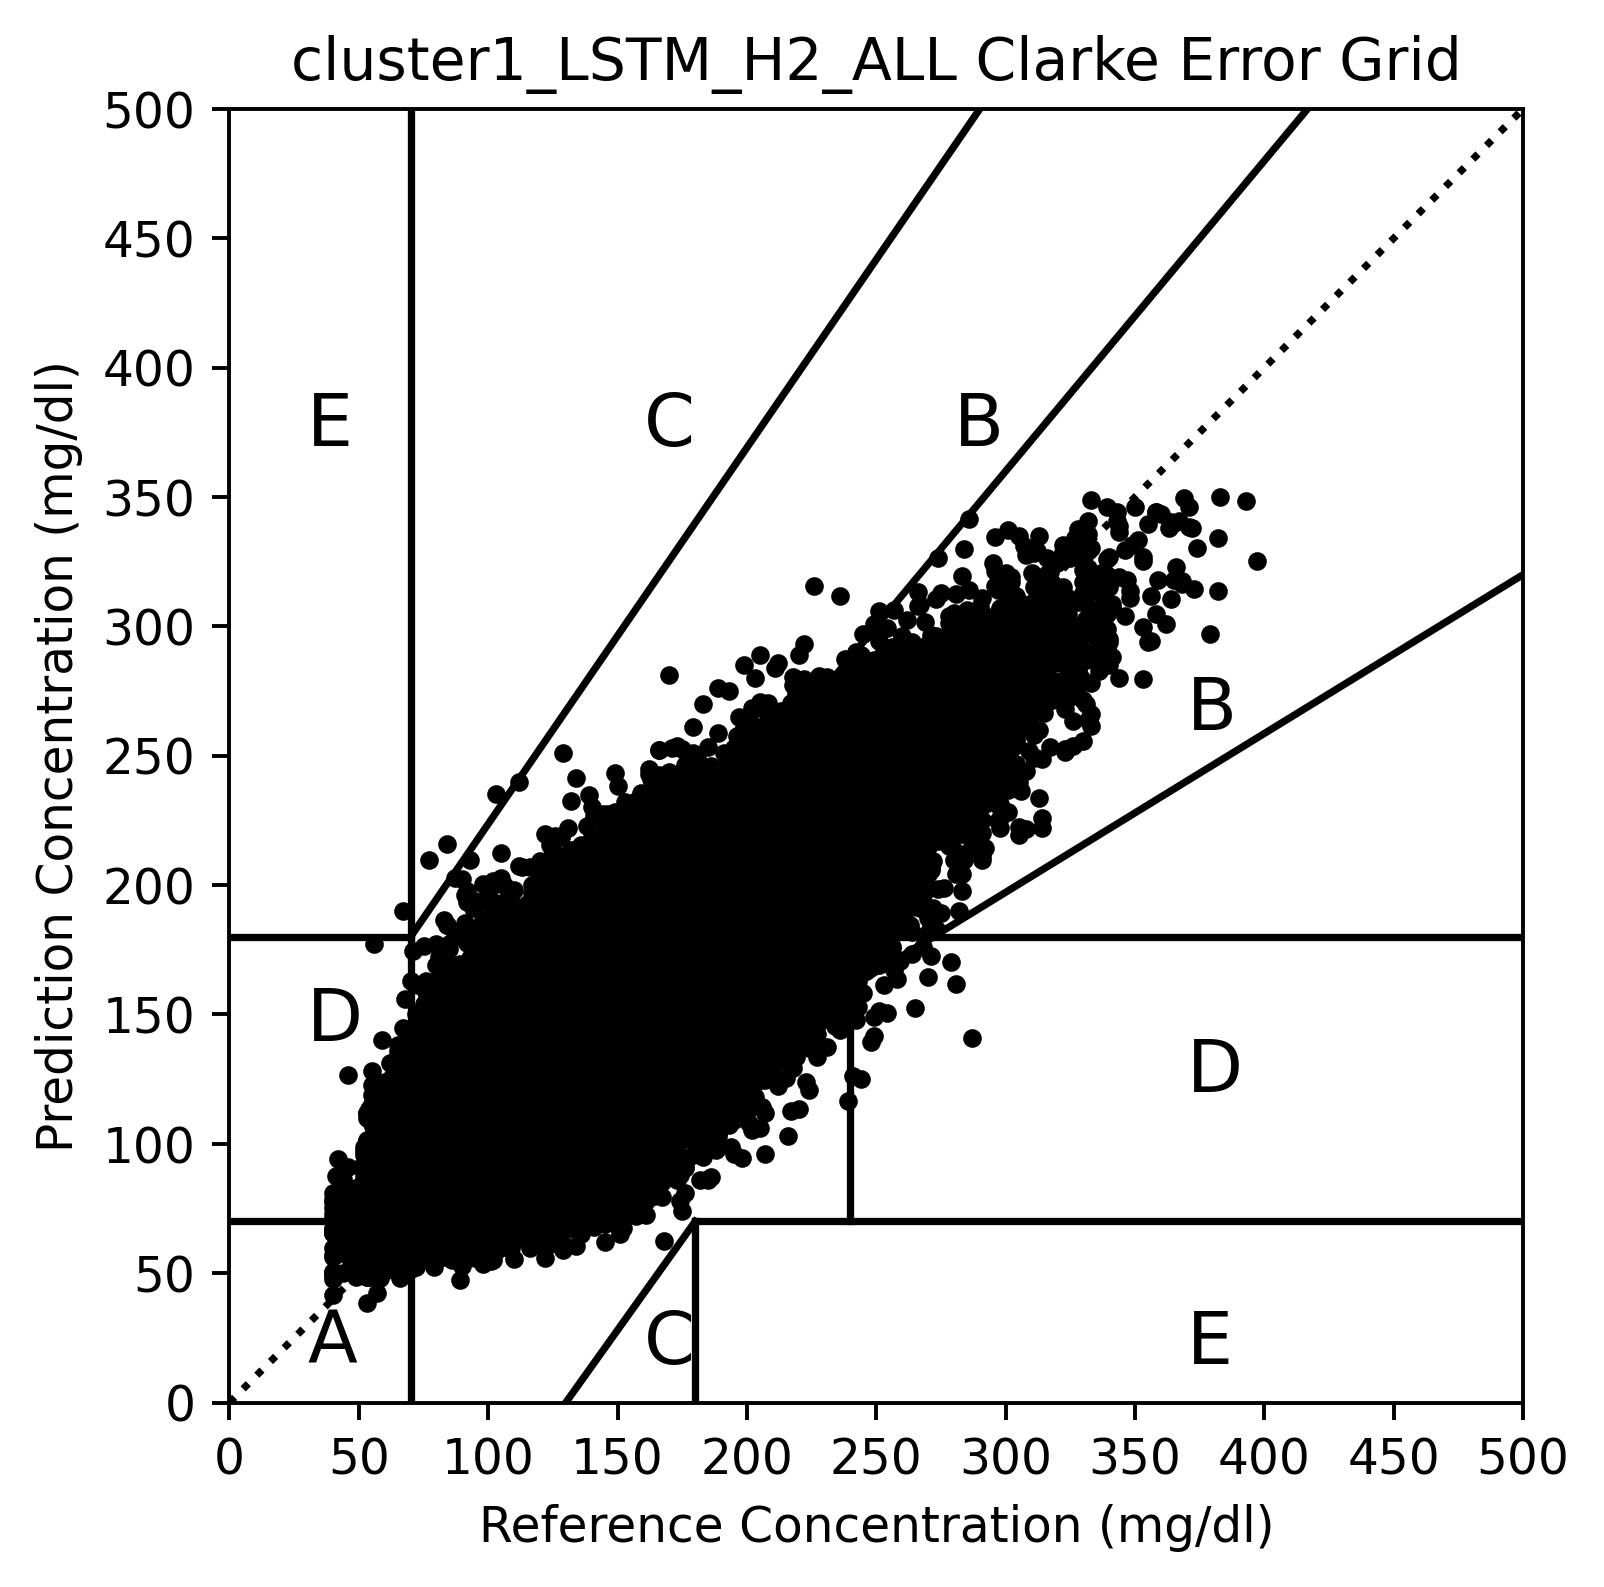 cluster1_LSTM_H2_ALL Clarke Error Grid
500
450
400
350
300
250
200
150
100
50
0
Prediction Concentration (mg/dl)
E
C
B
B
D
D
A
C
E
0 50 100 150 200 250 300 350 400 450 500
Reference Concentration (mg/dl)